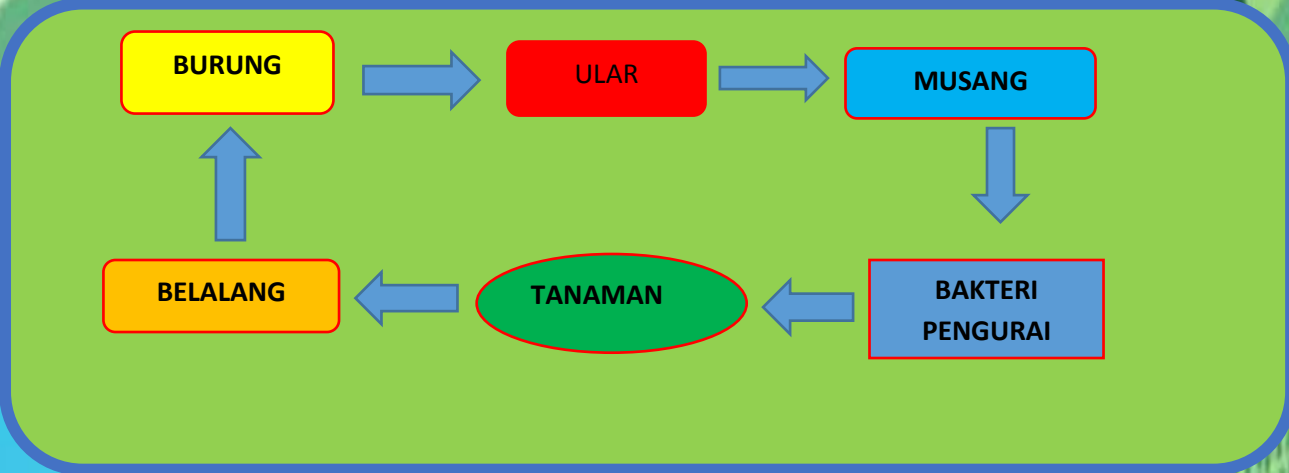 BURUNG
ULAR
MUSANG
BELALANG
TANAMAN
BAKTERI
PENGURAI